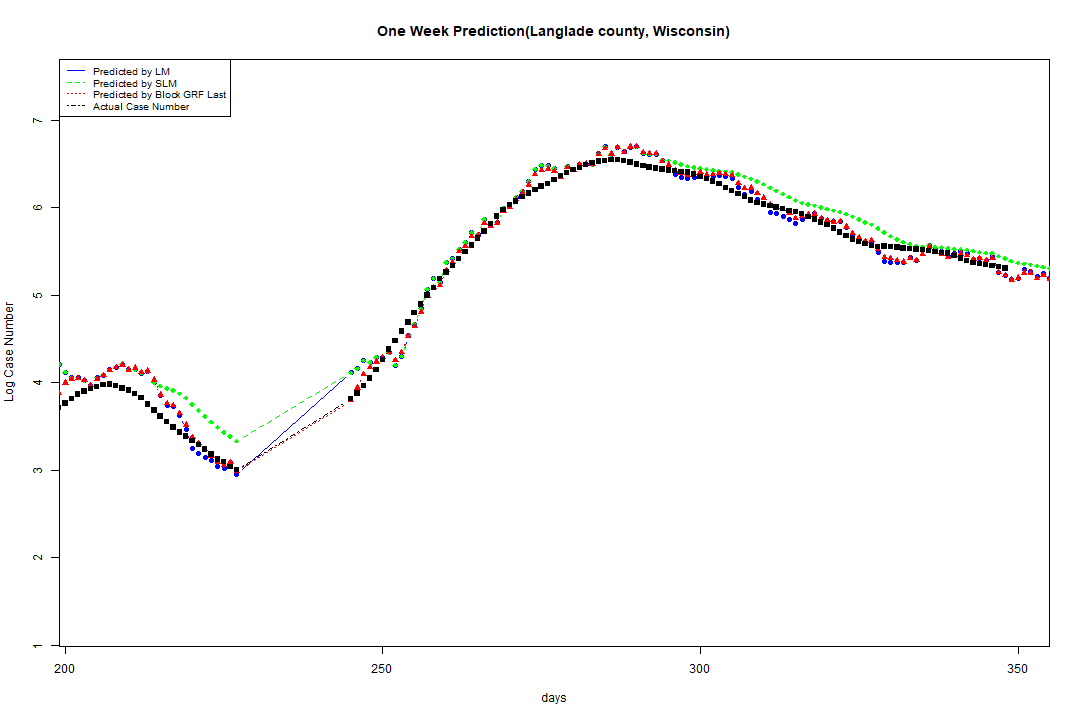 One Week Prediction(Langlade county, Wisconsin)
Predicted by LM
Predicted by SLM
Predicted by Block GRF Last
Actual Case Number
7
6
5
4
3
2
1
Log Case Number
200
250
300
350
days